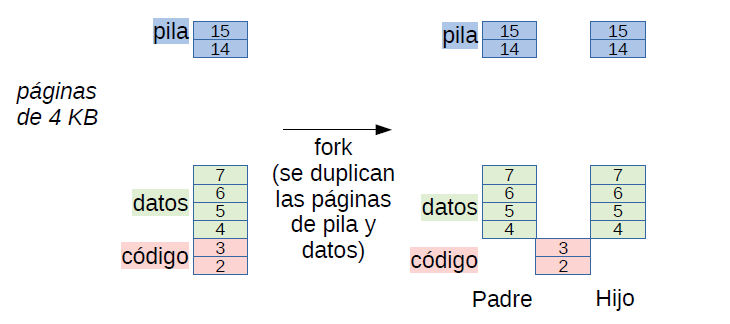 pila
15
14
páginas
de 4 KB
7
6
5
4
datos
código
3
2
fork
(se duplican
las páginas
de pila y
datos)
pila
15
14
15
14
datos
7
6
5
4
7
6
5
4
código
3
2
Padre
Hijo